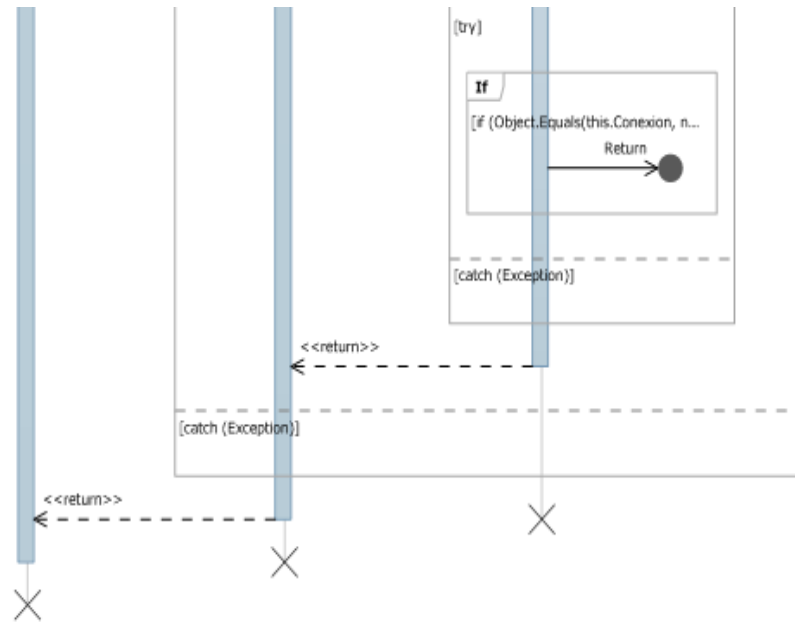 [try]
If
[if (Object.Equals(this.Conexion, n...
Return
[catch (Exception)]
<<return>>
[catch (Exception)]
<<return>>